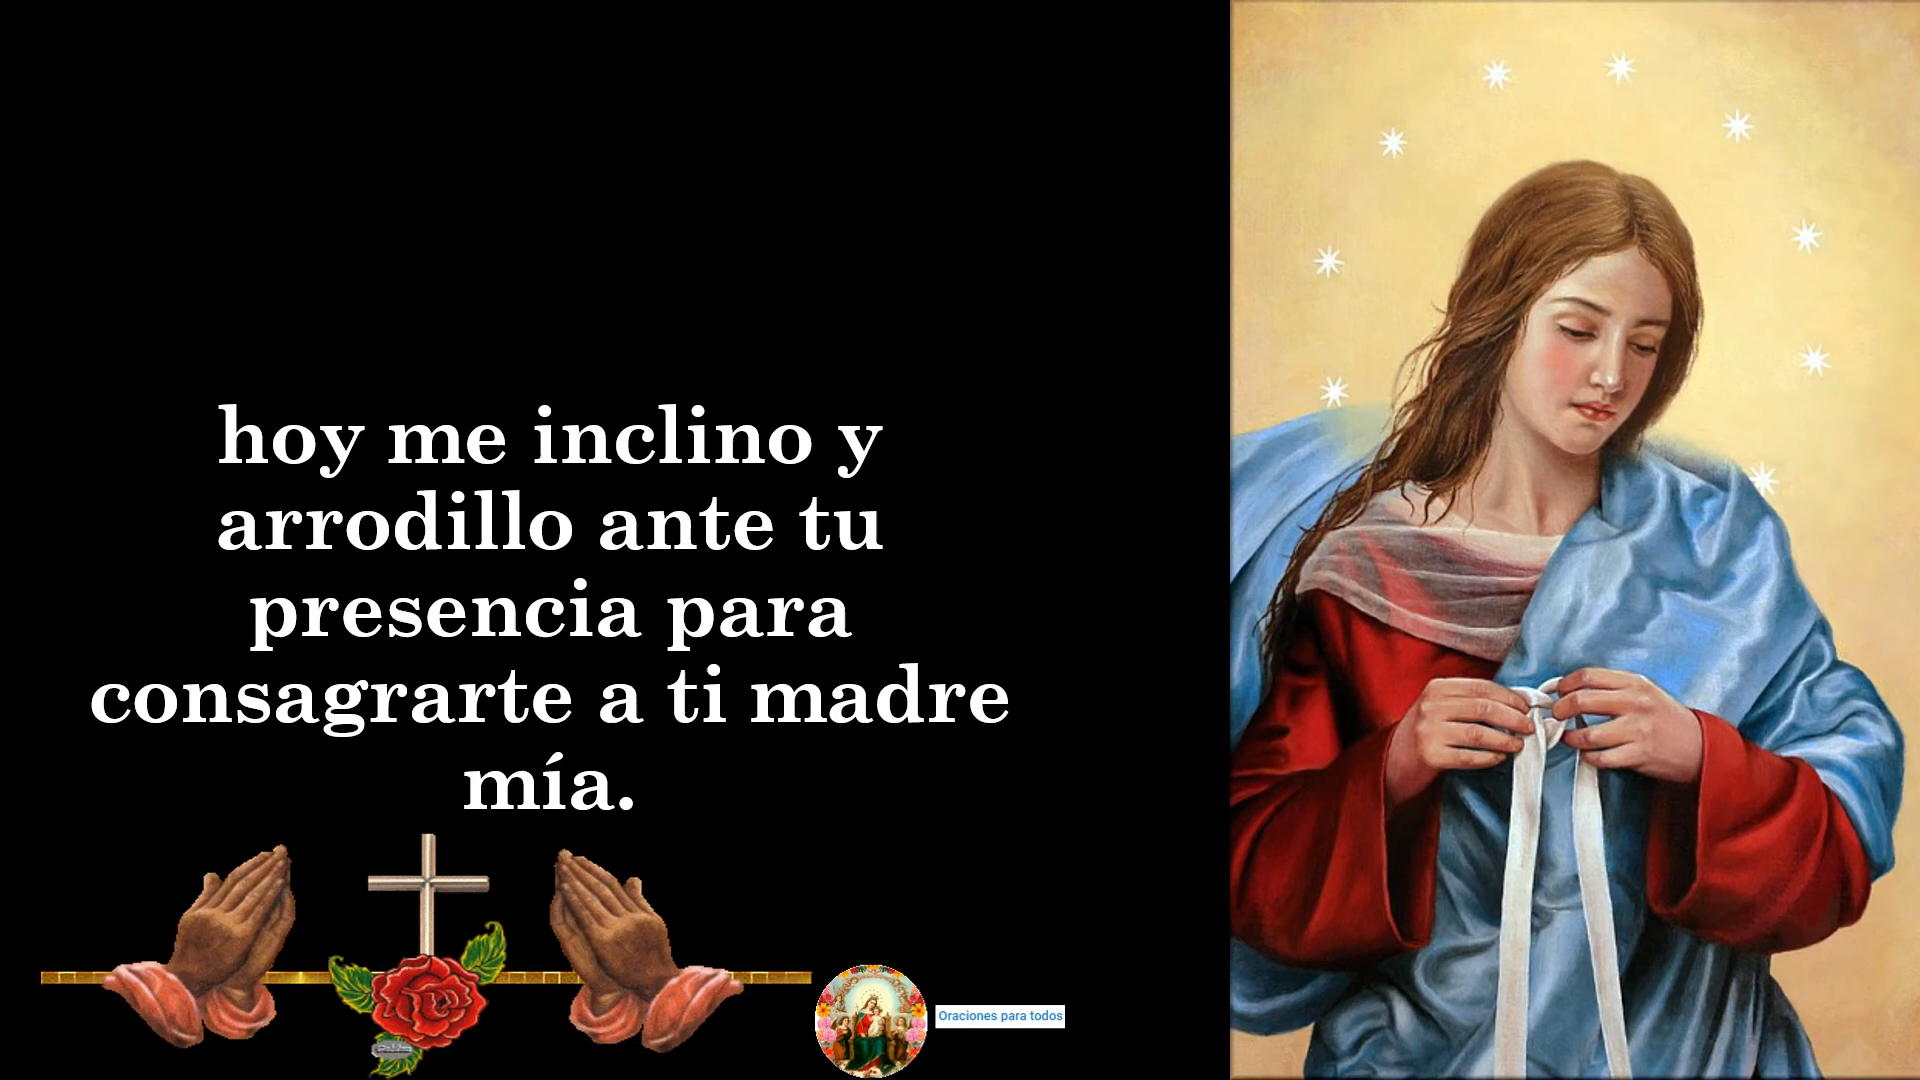 hoy me inclino y
arrodillo ante tu
presencia para
consagrarte a ti madre
mía.
Oraciones para todos